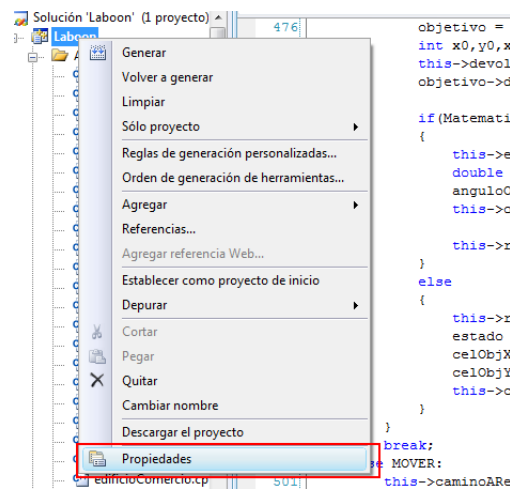 Solución 'Laboon' (1 proyecto)
Laboon
Generar
Volver a generar
Limpiar
Sólo proyecto
Reglas de generación personalizadas...
Orden de generación de herramientas...
Agregar
Referencias...
Agregar referencia Web...
Establecer como proyecto de inicio
Depurar
Cortar
Pegar
Quitar
Cambiar nombre
Descargar el proyecto
Propiedades
edificioComercio.cp
476
objetivo =
int x0,y0,x
this->devol
objetivo->d
if(Matemati
{
this->e
double
anguloO
this->c
this->r
}
else
{
this->r
estado
celObjX
celObjY
this->c
}
}
break;
e MOVER:
501
this->caminoARe